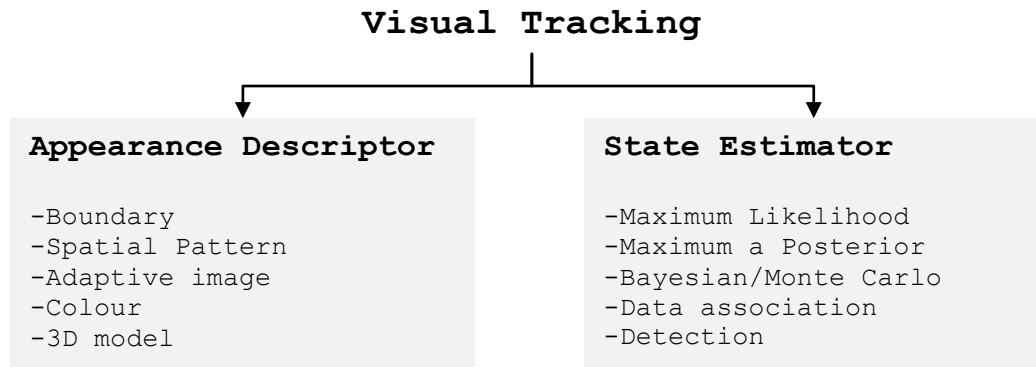 Visual Tracking
Appearance Descriptor
-Boundary
-Spatial Pattern
-Adaptive image
-Colour
-3D model
State Estimator
-Maximum Likelihood
-Maximum a Posterior
-Bayesian/Monte Carlo
-Data association
-Detection